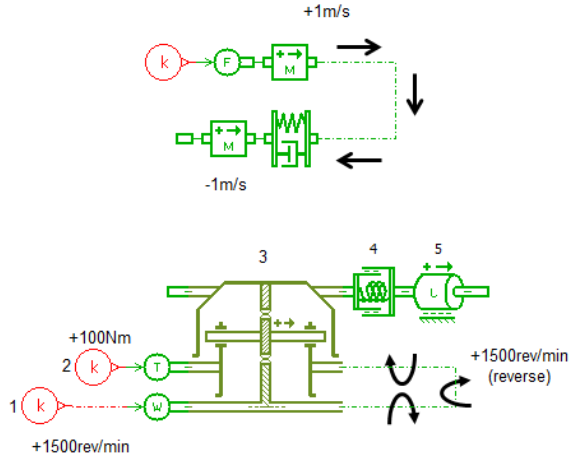 +1m/s
k
F
+
M
+
M
-1m/s
3
4
5
+
+
+100Nm
2
k
T
+1500rev/min
(reverse)
1
k
W
+1500rev/min